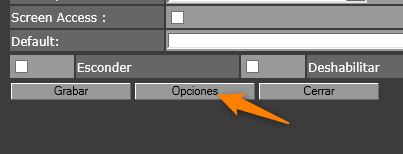 Screen Access :
Default:
Esconder Deshabilitar
Grabar Opciones Cerrar